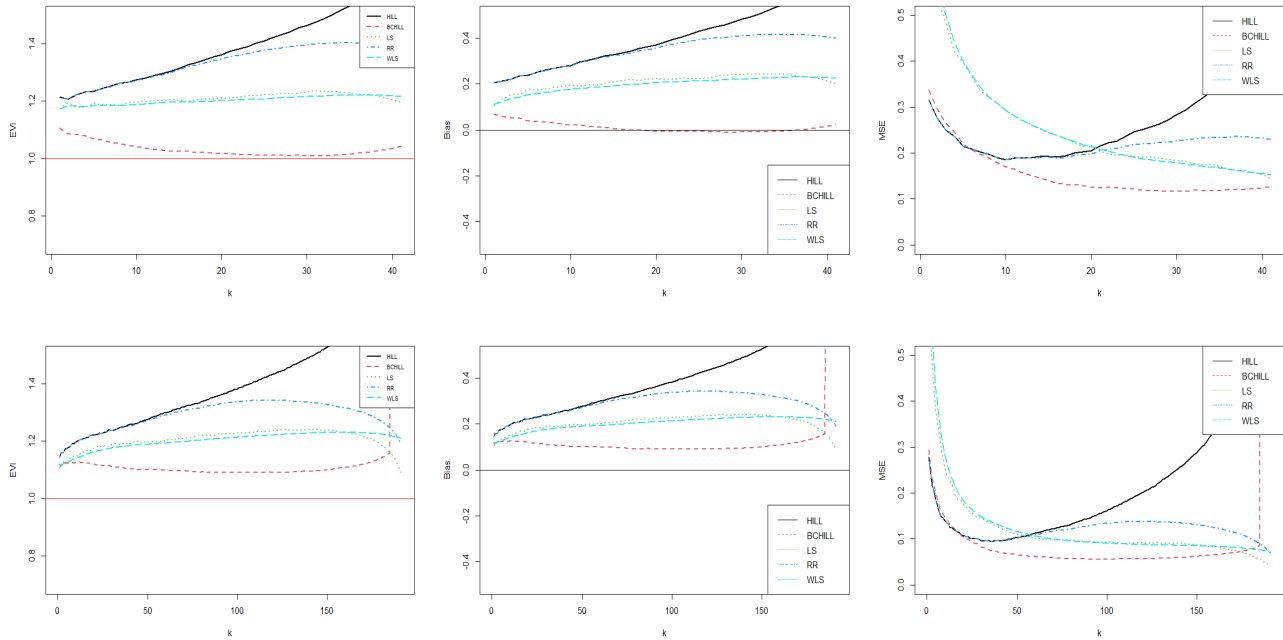 1.4
1.2
1.0
0.8
EVI
0
10
20
30
40
k
HILL
BCHILL
LS
RR
WLS
0.4
0.2
0.0
-0.2
-0.4
Bias
0
10
20
30
40
k
HILL
BCHILL
LS
RR
WLS
0.5
0.4
0.3
0.2
0.1
0.0
MSE
0
10
20
30
40
k
HILL
BCHILL
LS
RR
WLS
1.4
1.2
1.0
0.8
EVI
0
50
100
150
k
HILL
BCHILL
LS
RR
WLS
0.4
0.2
0.0
-0.2
-0.4
Bias
0
50
100
150
k
HILL
BCHILL
LS
RR
WLS
0.5
0.4
0.3
0.2
0.1
0.0
MSE
0
50
100
150
k
HILL
BCHILL
LS
RR
WLS